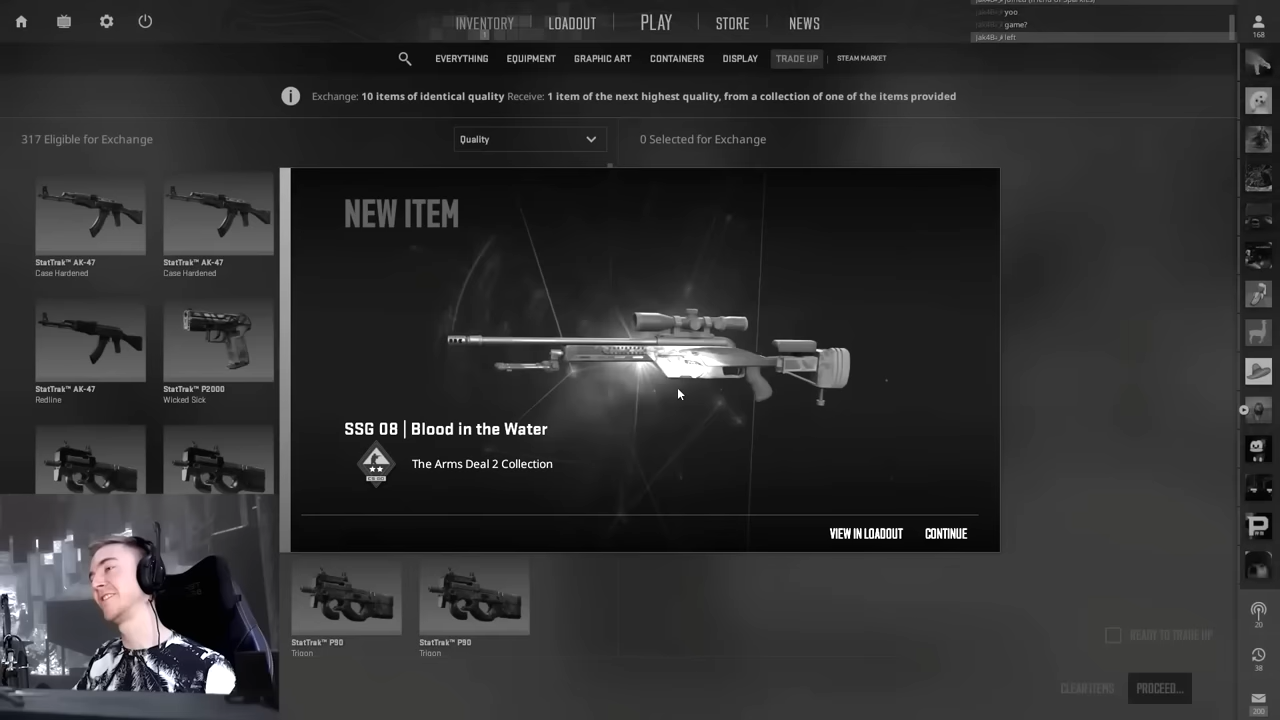 INVENTORY
LOADOUT
PLAY
STORE
NEWS
yoo
game?
left
168
EVERYTHING
EQUIPMENT
GRAPHIC ART
CONTAINERS
DISPLAY
TRADE UP
STEAM MARKET
Exchange: 10 items of identical quality Receive: 1 item of the next highest quality, from a collection of one of the items provided
317 Eligible for Exchange
Quality
0 Selected for Exchange
NEW ITEM
StatTrak™ AK-47
Case Hardened
StatTrak™ AK-47
Case Hardened
StatTrak™ AK-47
Redline
StatTrak™ P2000
Wicked Sick
SSG 08 | Blood in the Water
The Arms Deal 2 Collection
VIEW IN LOADOUT
CONTINUE
StatTrak™ P90
Trigon
StatTrak™ P90
Trigon
READY TO TRADE UP
CLEAR ITEMS
PROCEED...
20
38
200